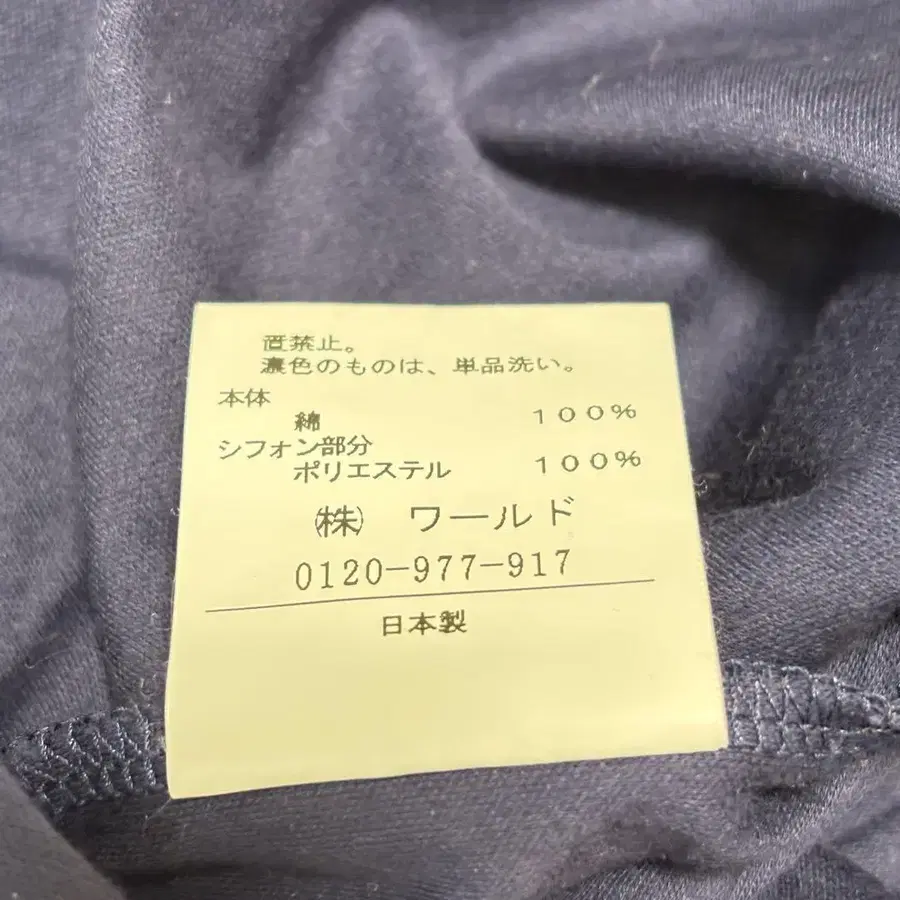 置禁止。
濃色のものは、単品洗い。
本体
綿 100%
シフォン部分
ポリエステル 100%
㈱ ワールド
0120-977-917
日本製